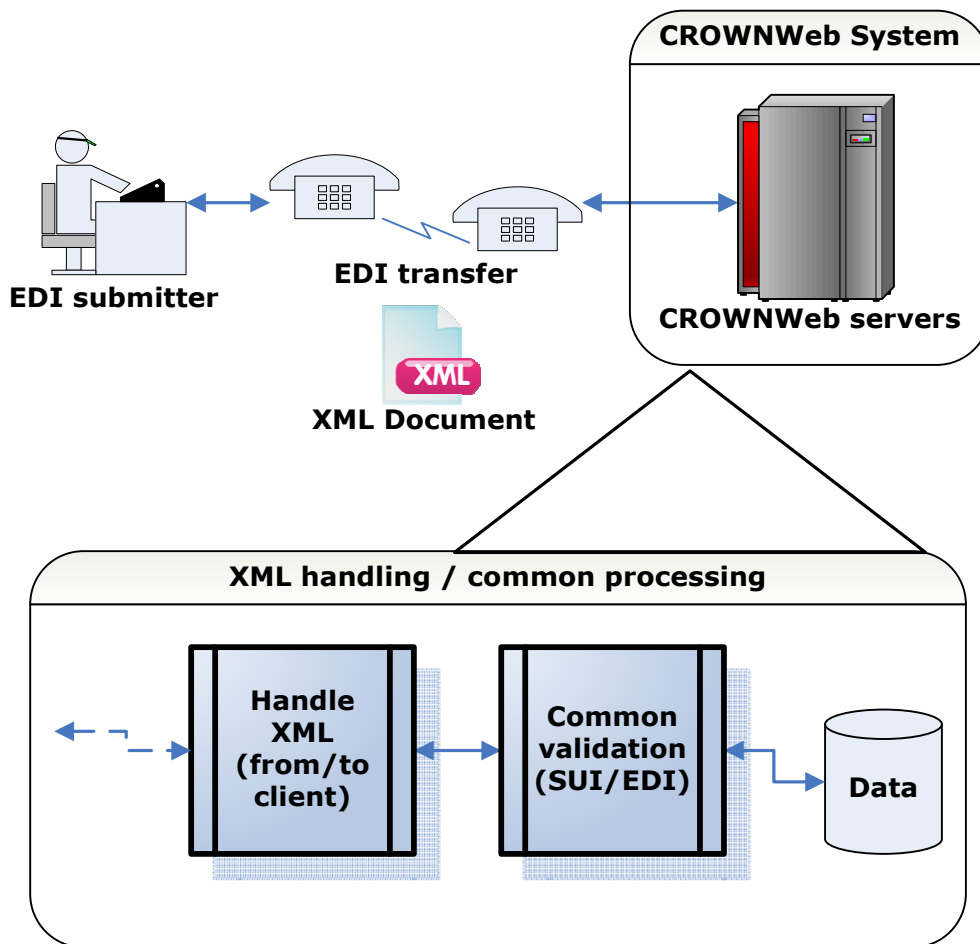 CROWNWeb System
EDI submitter
EDI transfer
CROWNWeb servers
XML
XML Document
XML handling / common processing
Handle
XML
(from/to
client)
Common
validation
(SUI/EDI)
Data